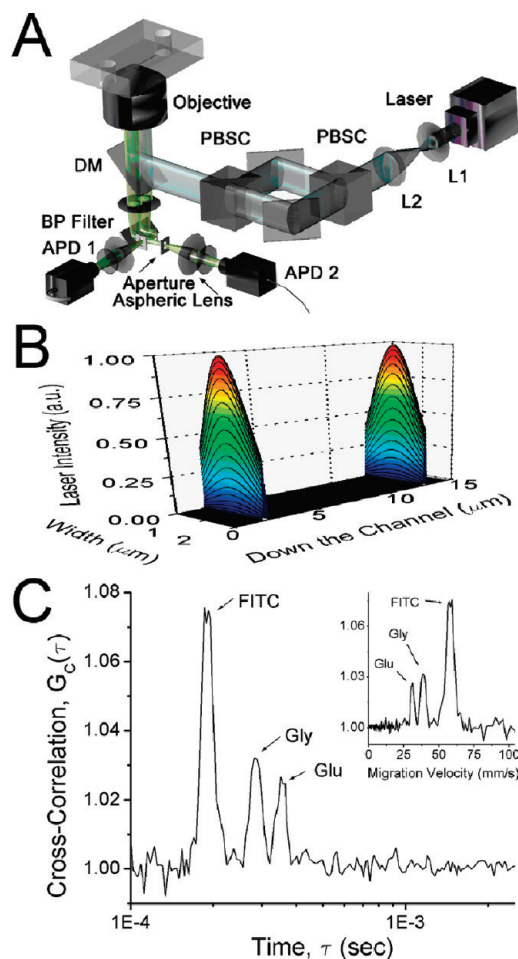 A
Objective
Laser
PBSC
PBSC
DM
L1
L2
BP Filter
APD 1
APD 2
Aperture
Aspheric Lens
B
1.00
0.75
0.50
0.25
0.00
Laser Intensity (a.u.)
1
2
Width (μm)
0
5
10
15
Down the Channel (μm)
C
1.08
1.06
1.04
1.02
1.00
Cross-Correlation, G_C(τ)
FITC
Gly
Glu
1E-4
1E-3
Time, τ (sec)
FITC
Gly
Glu
1.06
1.03
1.00
0
25
50
75
100
Migration Velocity (mm/s)